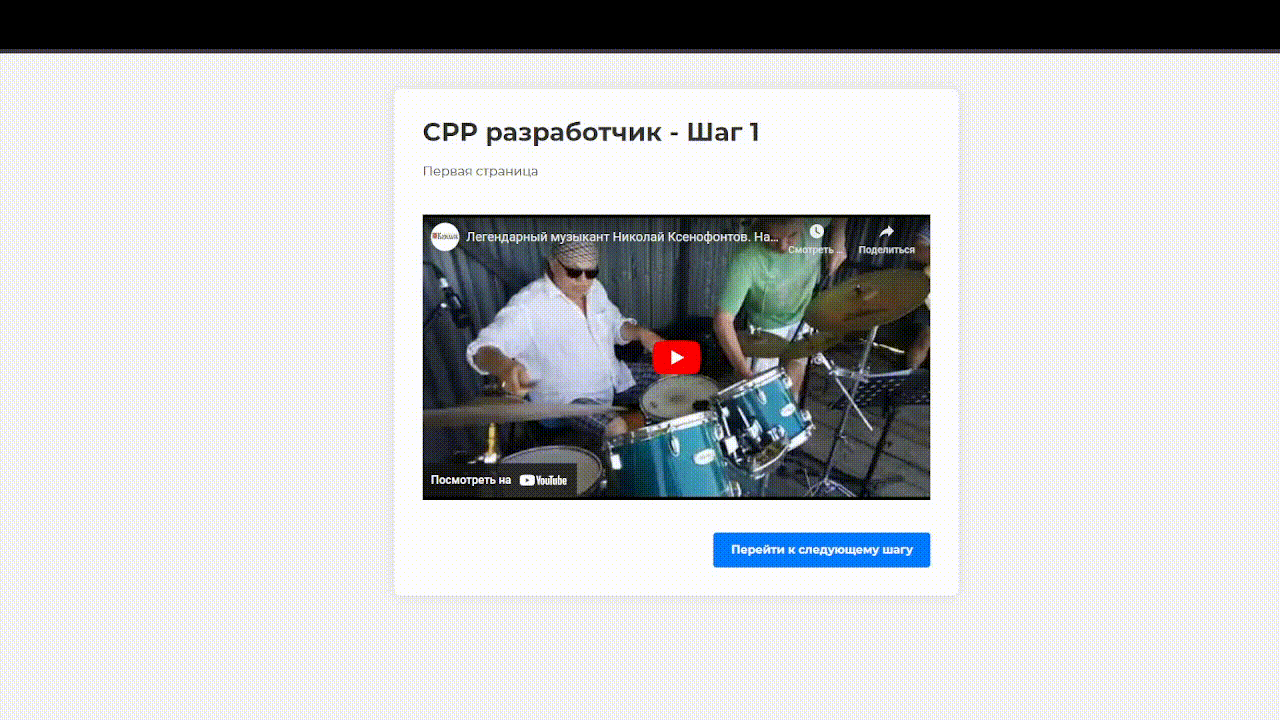 CPP разработчик - Шаг 1
Первая страница
Легендарный музыкант Николай Ксенофонтов. На...
Смотреть ...
Поделиться
Посмотреть на YouTube
Перейти к следующему шагу